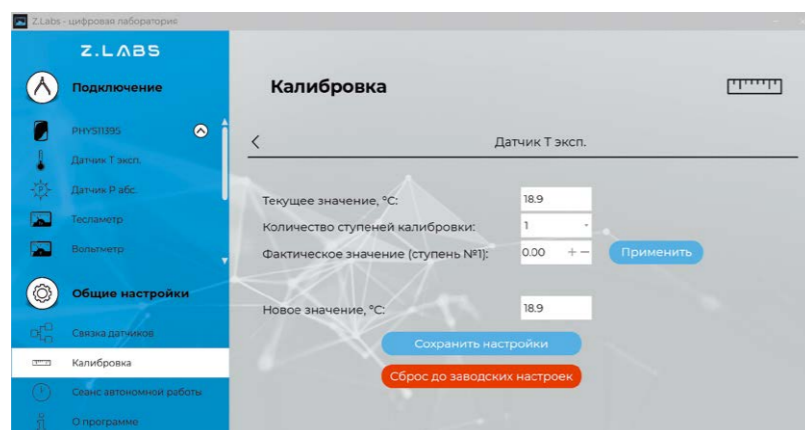 Z.Labs - цифровая лаборатория
Z.LABS
Подключение
PHYS11395
Датчик Т эксп.
Датчик Р абс.
Тесламетр
Вольтметр
Общие настройки
Связка датчиков
Калибровка
Сеанс автономной работы
О программе
Калибровка
Датчик Т эксп.
Текущее значение, °C: 18.9
Количество ступеней калибровки: 1
Фактическое значение (ступень №1): 0.00 + − Применить
Новое значение, °C: 18.9
Сохранить настройки
Сброс до заводских настроек